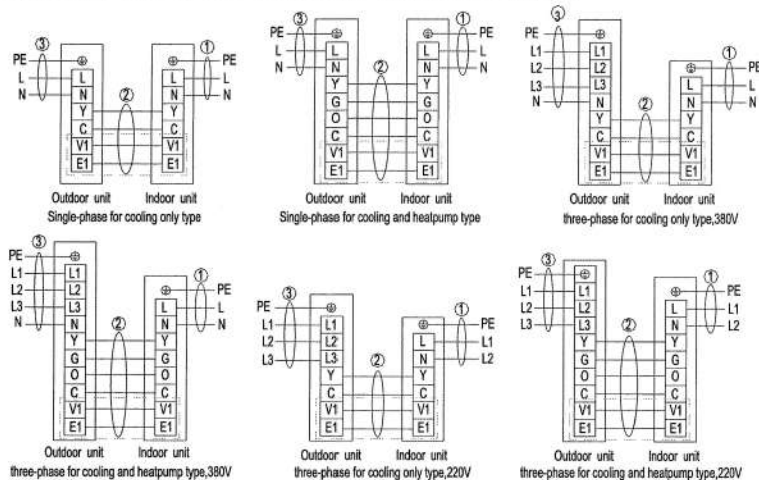 ③ ①
PE PE
L L L L
N N N N
Y ② Y
C C
V1 V1
E1 E1
Outdoor unit Indoor unit
Single-phase for cooling only type
③ ①
PE PE
L L L L
N N N N
②
Y Y
G G
O O
C C
V1 V1
E1 E1
Outdoor unit Indoor unit
Single-phase for cooling and heatpump type
③
PE
L1 L1 ①
L2 L2 PE
L3 L3 L L
N ② N N
Y Y
C C
V1 V1
E1 E1
Outdoor unit Indoor unit
three-phase for cooling only type,380V
③
PE
L1 L1 ①
L2 L2 PE
L3 L3 L L
N ② N N
Y Y
G G
O O
C C
V1 V1
E1 E1
Outdoor unit Indoor unit
three-phase for cooling and heatpump type,380V
③
PE ①
L1 L1 PE
L2 L2 L L1
L3 L3 ② N L2
Y Y
C C
V1 V1
E1 E1
Outdoor unit Indoor unit
three-phase for cooling only type,220V
③
PE ①
L1 L1 PE
L2 L2 L L1
L3 L3 N L2
②
Y Y
G G
O O
C C
V1 V1
E1 E1
Outdoor unit Indoor unit
three-phase for cooling and heatpump type,220V